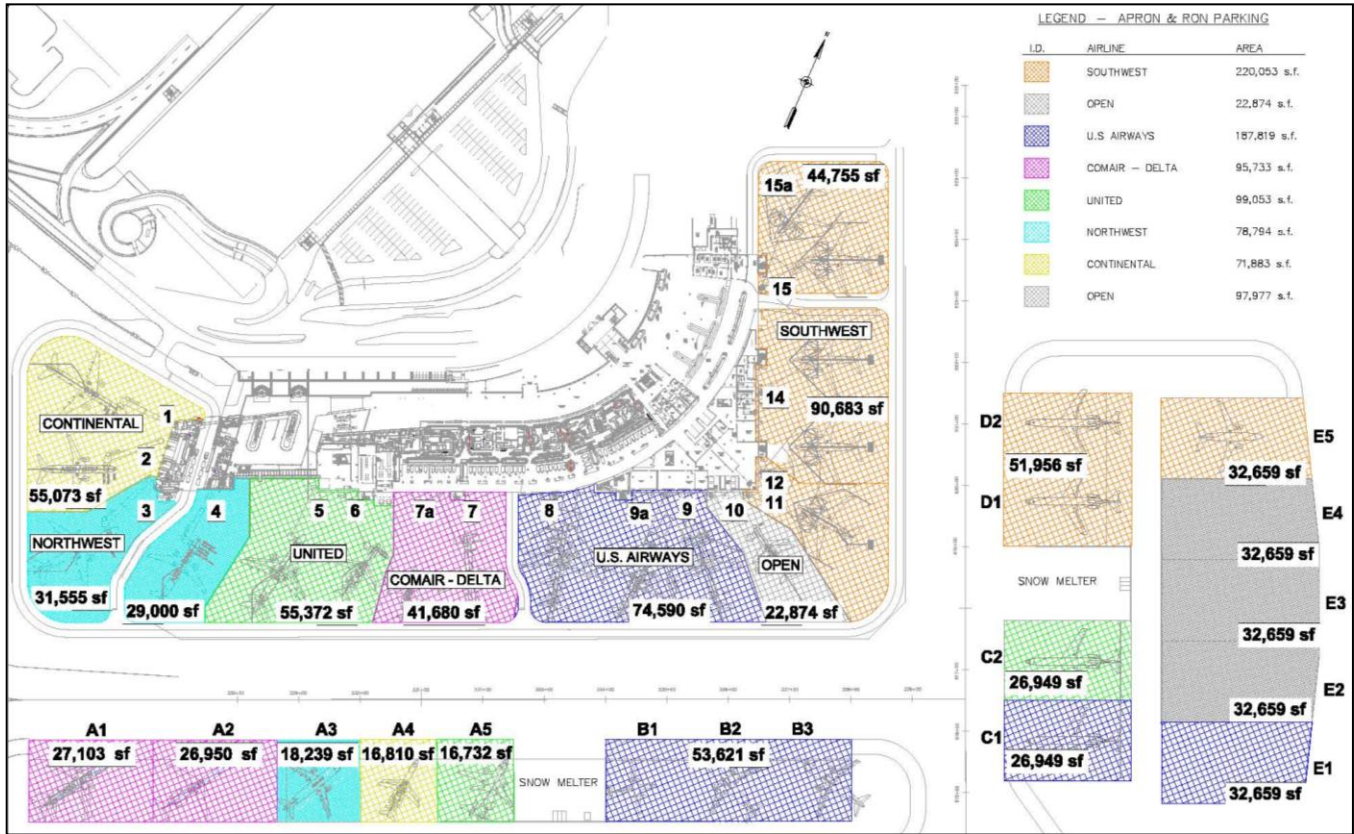 LEGEND – APRON & RON PARKING
I.D. AIRLINE AREA
SOUTHWEST 220,053 s.f.
OPEN 22,874 s.f.
U.S AIRWAYS 187,819 s.f.
COMAIR – DELTA 95,733 s.f.
UNITED 99,053 s.f.
NORTHWEST 78,794 s.f.
CONTINENTAL 71,883 s.f.
OPEN 97,977 s.f.
15a 44,755 sf
15
SOUTHWEST
14
90,683 sf
12
11
CONTINENTAL
1
2
55,073 sf
3
4
NORTHWEST
31,555 sf
29,000 sf
5
6
UNITED
55,372 sf
7a
7
COMAIR - DELTA
41,680 sf
8
9a
9
U.S. AIRWAYS
74,590 sf
10
OPEN
22,874 sf
D2
51,956 sf
D1
SNOW MELTER
C2
26,949 sf
C1
26,949 sf
E5
32,659 sf
E4
32,659 sf
E3
32,659 sf
E2
32,659 sf
E1
32,659 sf
A1 A2 A3 A4 A5
27,103 sf 26,950 sf 18,239 sf 16,810 sf 16,732 sf
SNOW MELTER
B1 B2 B3
53,621 sf